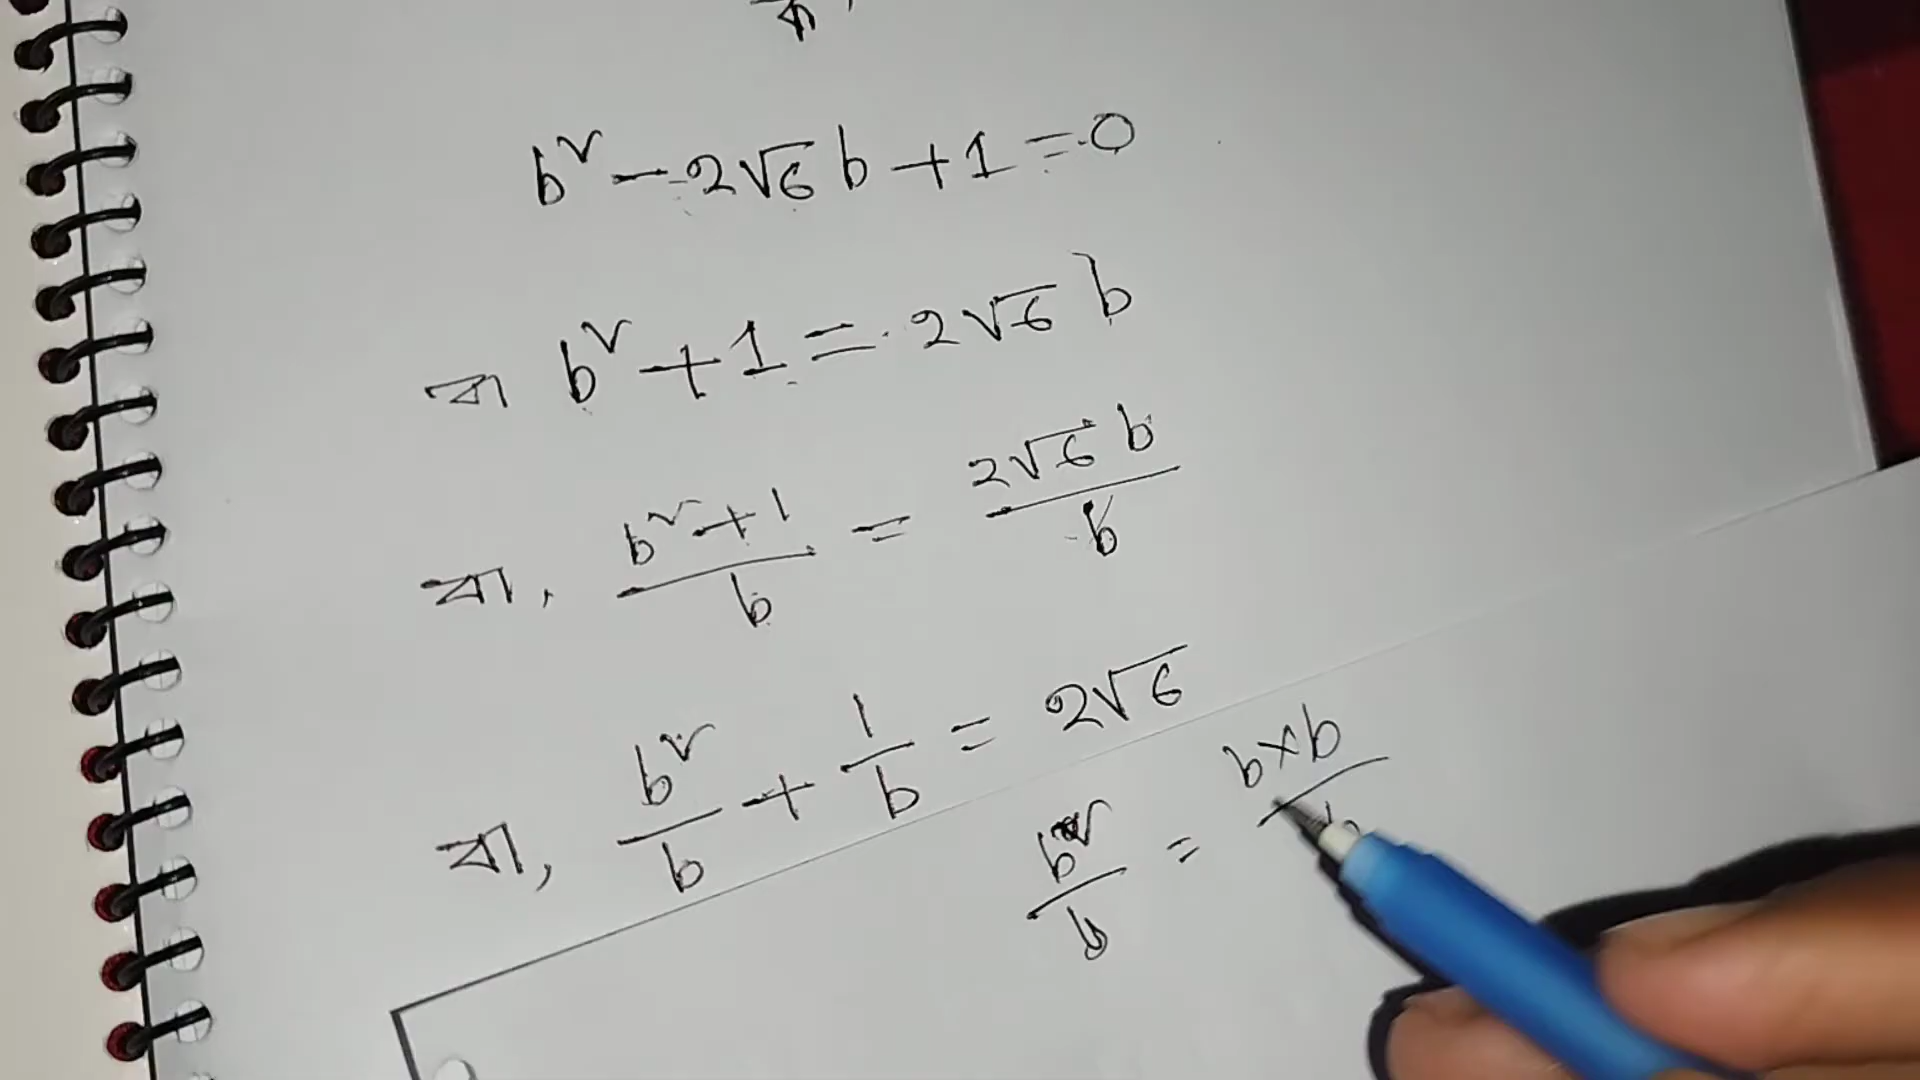 ক
b² - 2√6 b + 1 = 0
বা b² + 1 = 2√6 b
বা, (b² + 1)/b = (2√6 b)/b
বা, b²/b + 1/b = 2√6
b²/b = (b×b)/b